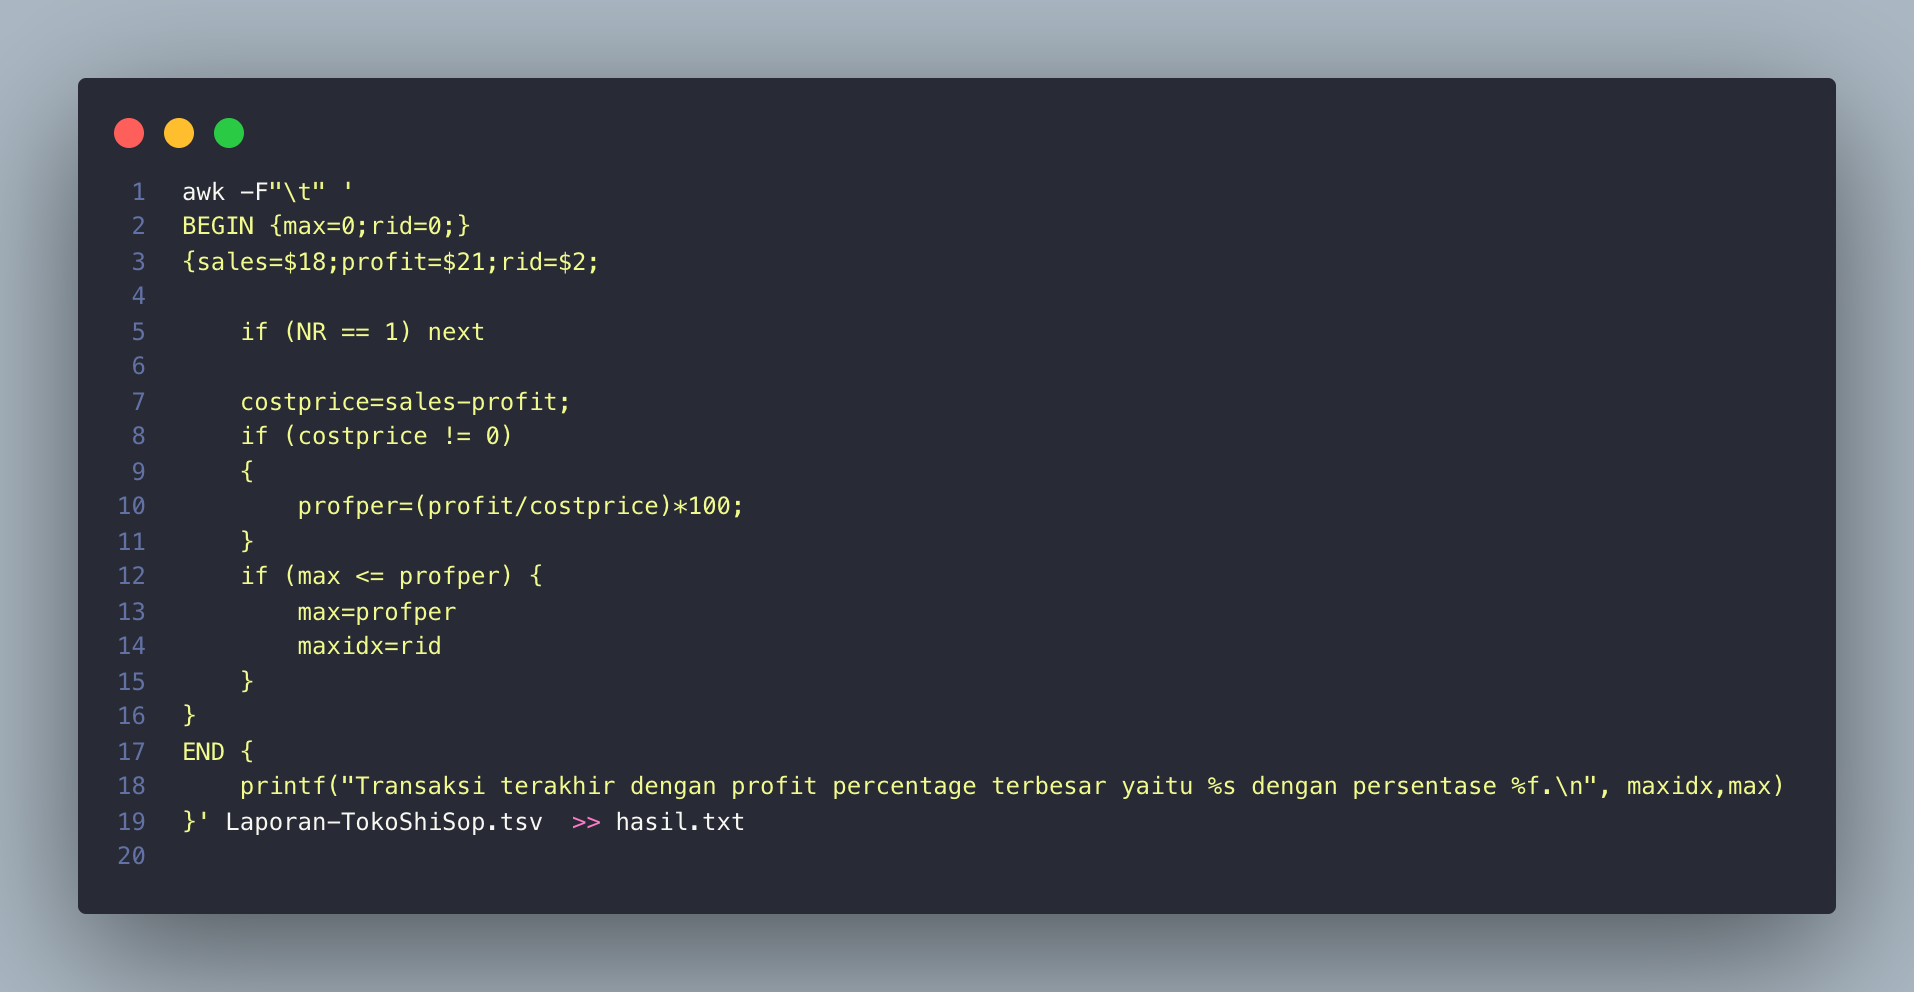 1 awk -F"\t" '
2 BEGIN {max=0;rid=0;}
3 {sales=$18;profit=$21;rid=$2;
4
5     if (NR == 1) next
6
7     costprice=sales-profit;
8     if (costprice != 0)
9     {
10         profper=(profit/costprice)*100;
11     }
12     if (max <= profper) {
13         max=profper
14         maxidx=rid
15     }
16 }
17 END {
18     printf("Transaksi terakhir dengan profit percentage terbesar yaitu %s dengan persentase %f.\n", maxidx,max)
19 }' Laporan-TokoShiSop.tsv  >> hasil.txt
20